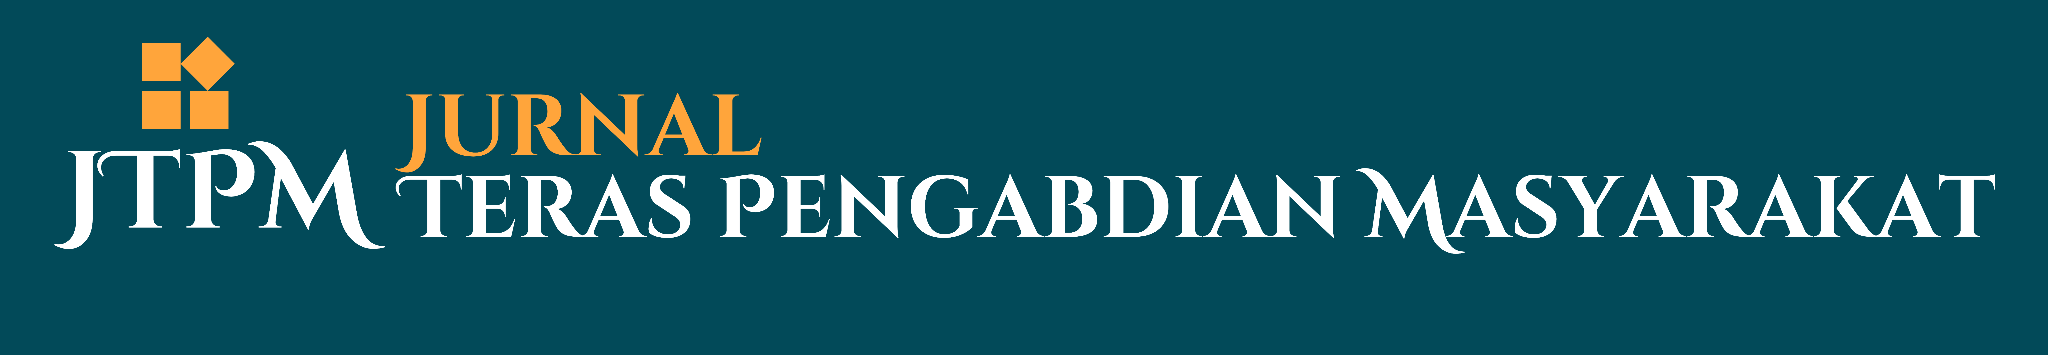 JTPM
JURNAL
TERAS PENGABDIAN MASYARAKAT